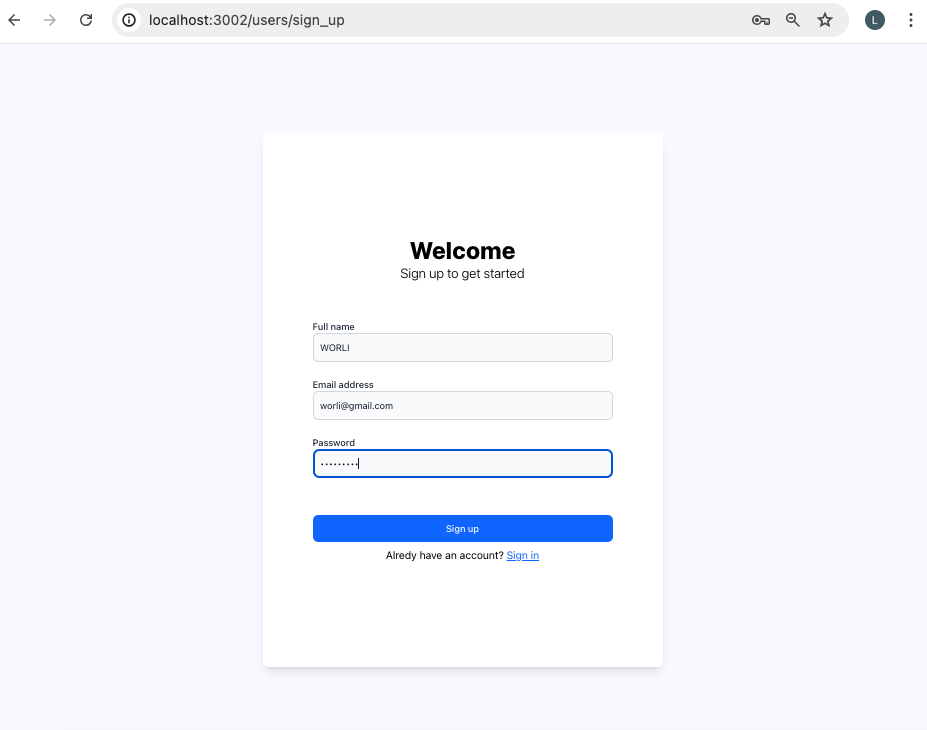 localhost:3002/users/sign_up
L
Welcome
Sign up to get started
Full name
WORLI
Email address
worli@gmail.com
Password
•••••••••
Sign up
Alredy have an account? Sign in